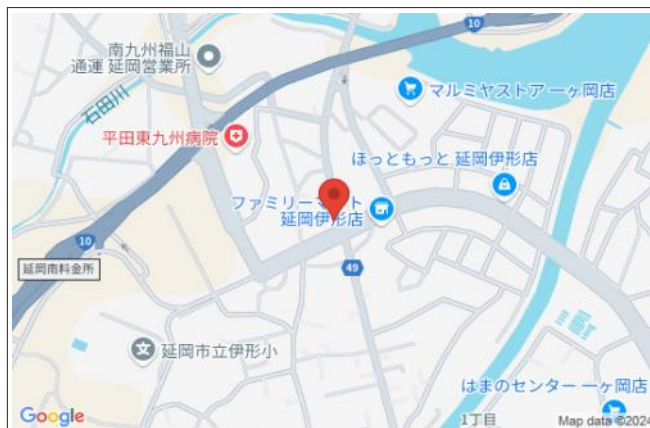 10
南九州福山
通運 延岡営業所
石田川
マルミヤストアー一ヶ岡店
平田東九州病院
ほっともっと 延岡伊形店
ファミリーマート
延岡伊形店
10
49
延岡南料金所
延岡市立伊形小
はまのセンター 一ヶ岡店
1丁目
Google
Map data ©2024